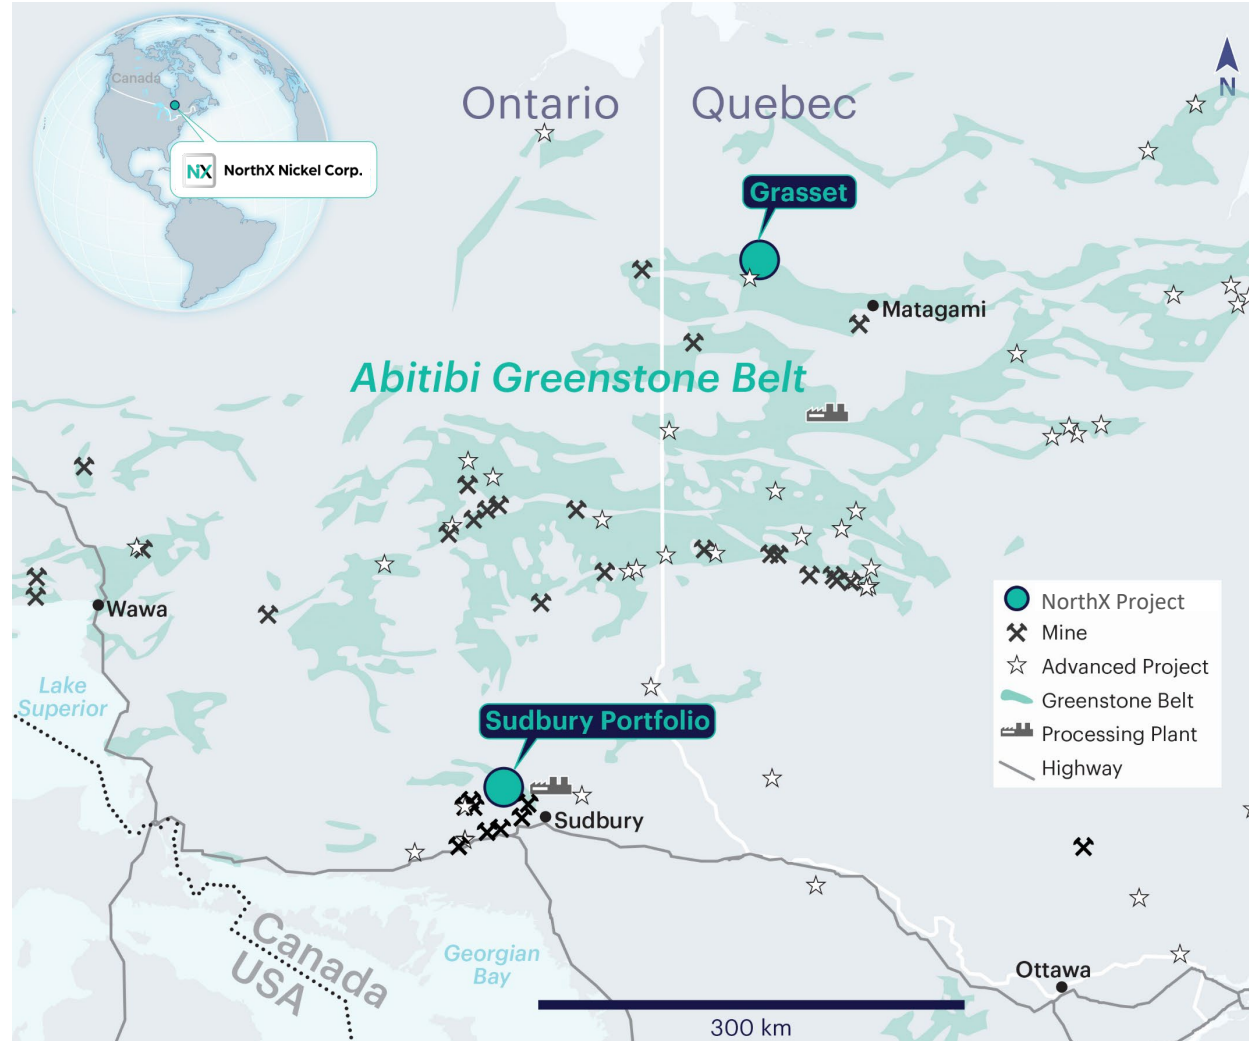 Canada
NX NorthX Nickel Corp.
Ontario
Quebec
N
Grasset
Matagami
Abitibi Greenstone Belt
Wawa
Lake
Superior
Sudbury Portfolio
Sudbury
NorthX Project
Mine
Advanced Project
Greenstone Belt
Processing Plant
Highway
Canada
USA
Georgian
Bay
Ottawa
300 km